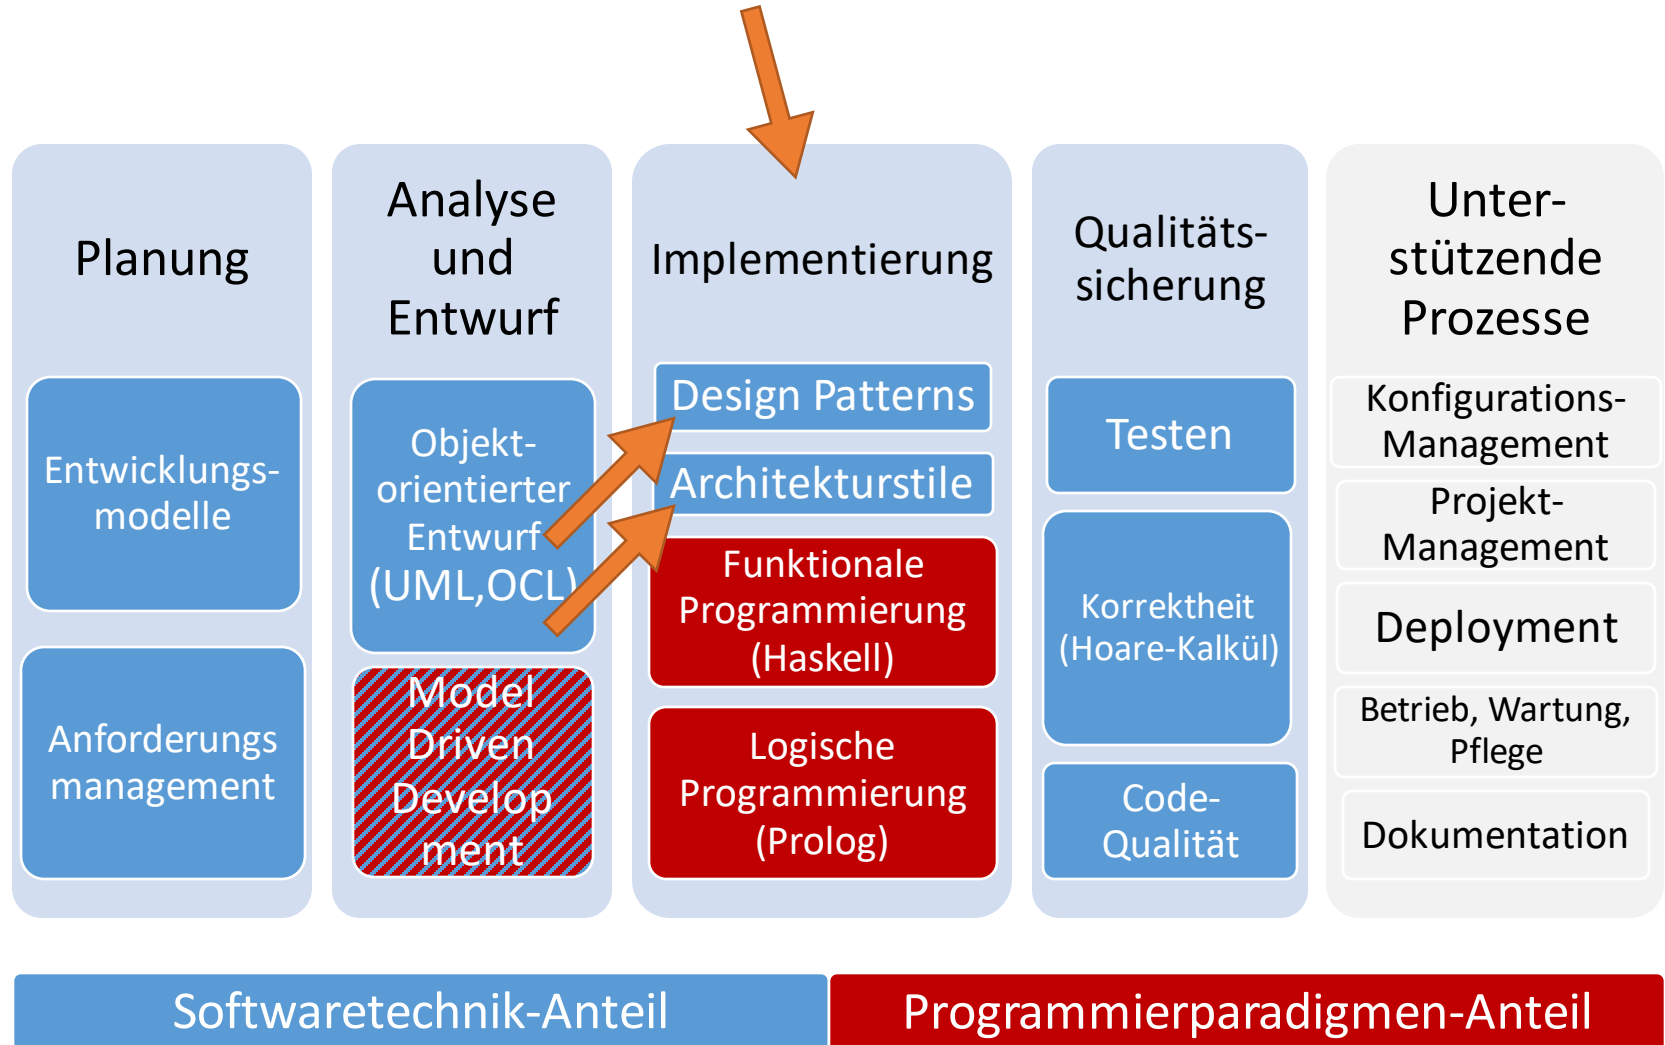 Planung
Entwicklungs-
modelle
Anforderungs
management
Analyse
und
Entwurf
Objekt-
orientierter
Entwurf
(UML,OCL)
Model
Driven
Develop
ment
Implementierung
Design Patterns
Architekturstile
Funktionale
Programmierung
(Haskell)
Logische
Programmierung
(Prolog)
Qualitäts-
sicherung
Testen
Korrektheit
(Hoare-Kalkül)
Code-
Qualität
Unter-
stützende
Prozesse
Konfigurations-
Management
Projekt-
Management
Deployment
Betrieb, Wartung,
Pflege
Dokumentation
Softwaretechnik-Anteil
Programmierparadigmen-Anteil